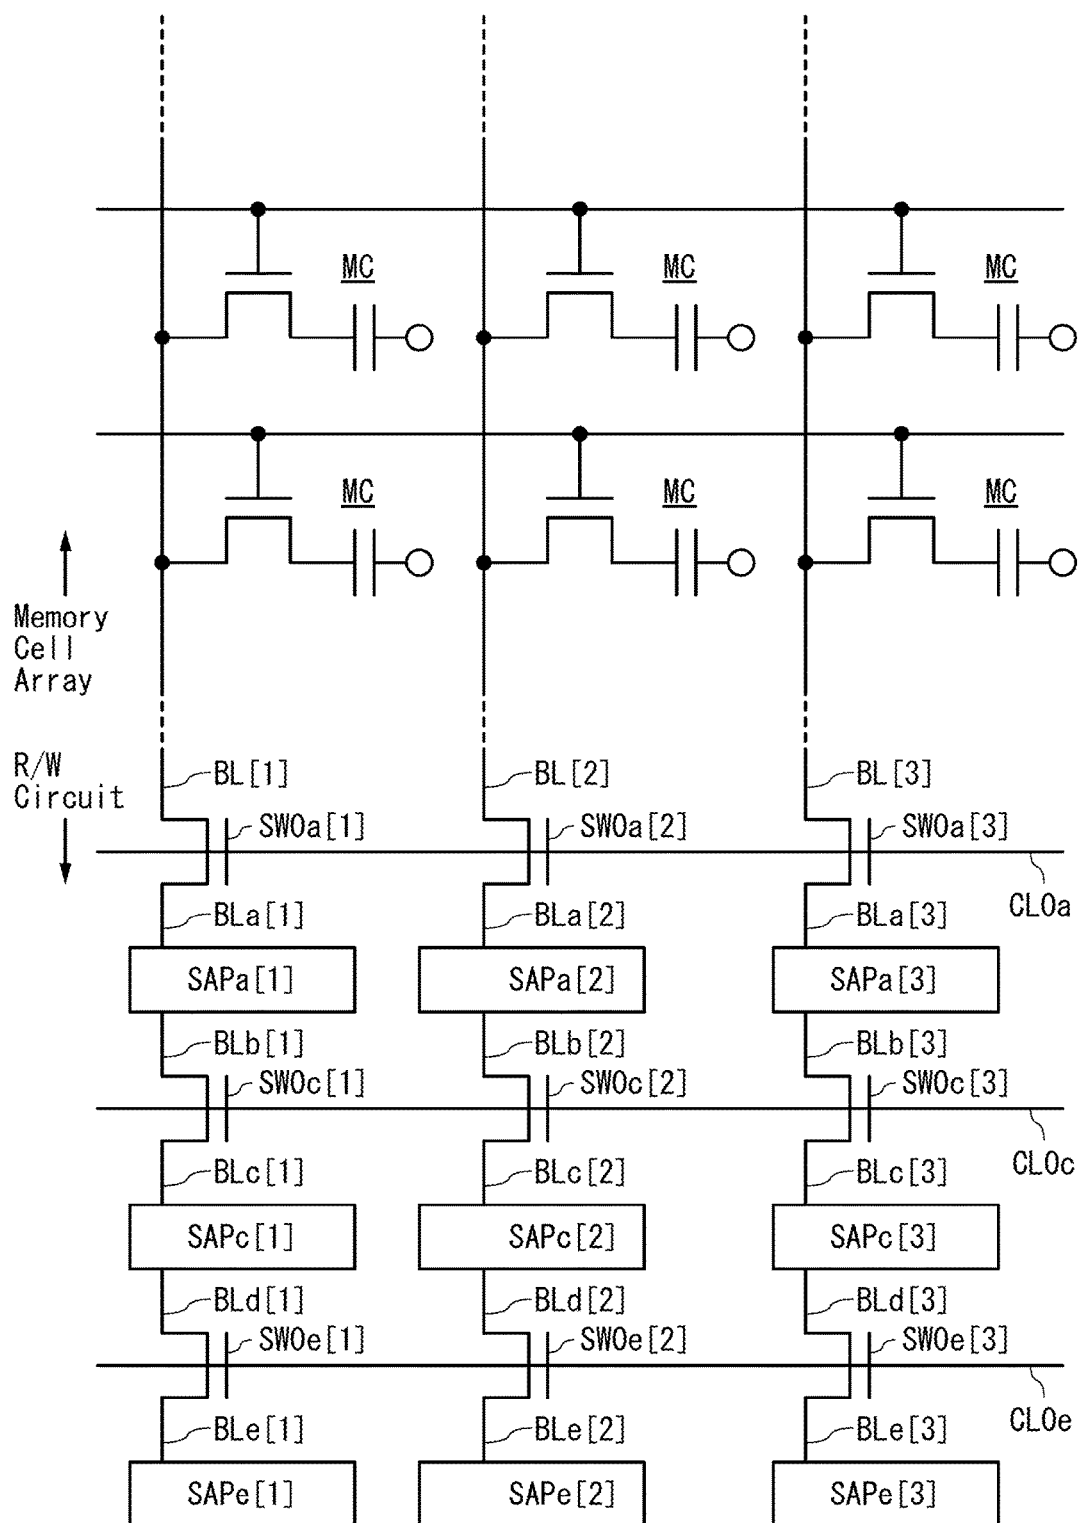 MC MC MC
MC MC MC
Memory
Cell
Array
R/W
Circuit
BL[1] BL[2] BL[3]
SW0a[1] SW0a[2] SW0a[3]
CL0a
BLa[1] BLa[2] BLa[3]
SAPa[1] SAPa[2] SAPa[3]
BLb[1] BLb[2] BLb[3]
SW0c[1] SW0c[2] SW0c[3]
CL0c
BLc[1] BLc[2] BLc[3]
SAPc[1] SAPc[2] SAPc[3]
BLd[1] BLd[2] BLd[3]
SW0e[1] SW0e[2] SW0e[3]
CL0e
BLe[1] BLe[2] BLe[3]
SAPe[1] SAPe[2] SAPe[3]